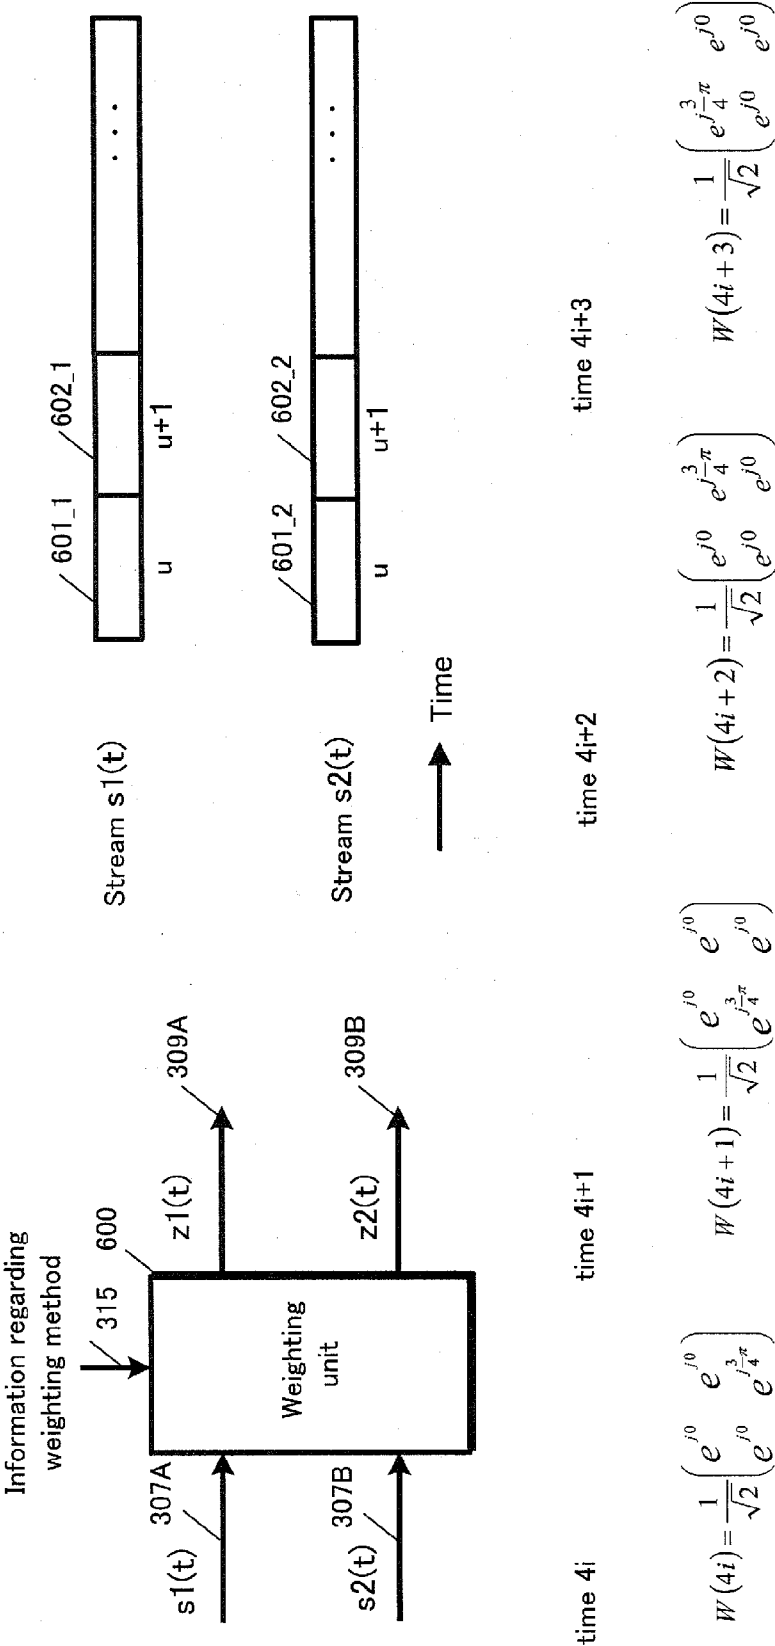 Information regarding
weighting method
315
600
s1(t)
307A
z1(t)
309A
Weighting
unit
s2(t)
307B
z2(t)
309B
Stream s1(t)
601_1
602_1
. . .
u
u+1
Stream s2(t)
601_2
602_2
. . .
u
u+1
Time
time 4i
time 4i+1
time 4i+2
time 4i+3
W(4i) = 1/√2 ( e^{j0} e^{j0} ; e^{j0} e^{j3/4π} )
W(4i+1) = 1/√2 ( e^{j0} e^{j0} ; e^{j3/4π} e^{j0} )
W(4i+2) = 1/√2 ( e^{j0} e^{j3/4π} ; e^{j0} e^{j0} )
W(4i+3) = 1/√2 ( e^{j3/4π} e^{j0} ; e^{j0} e^{j0} )